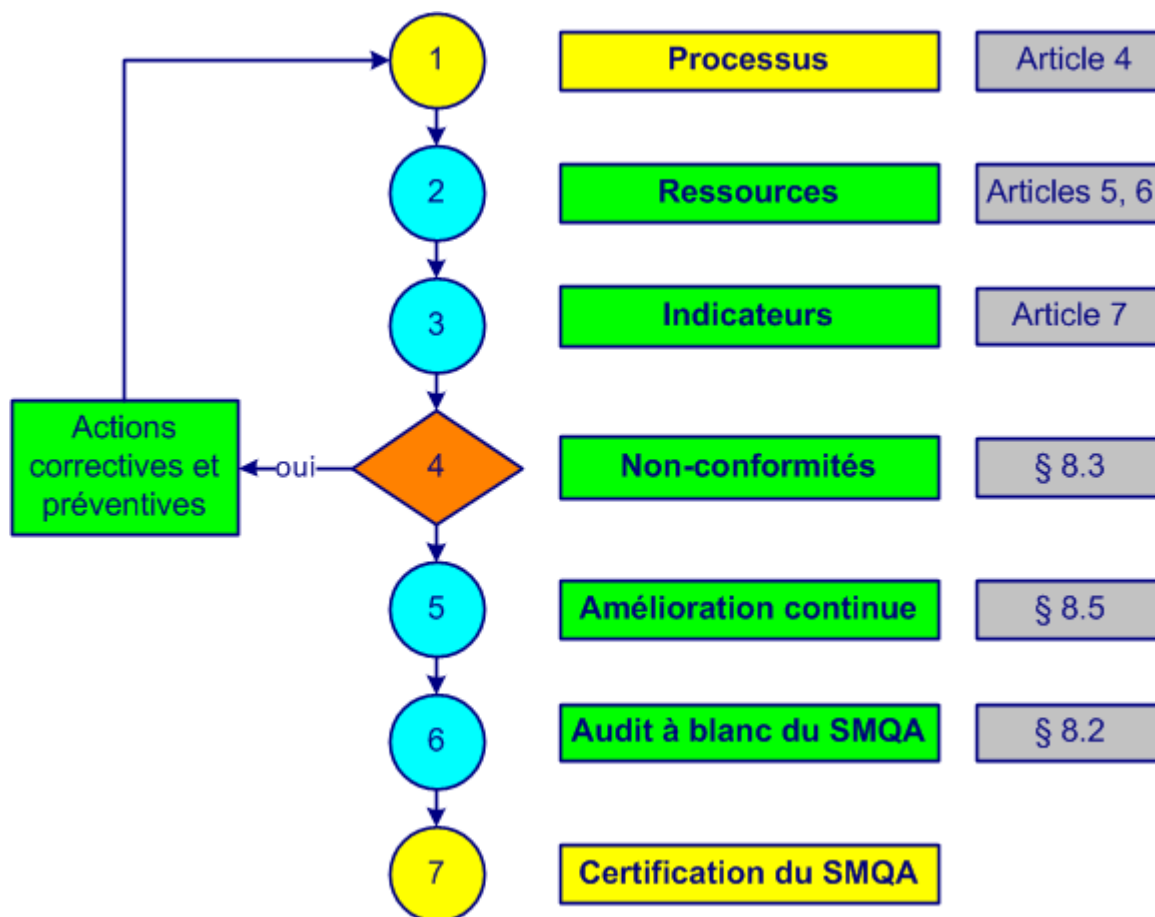 1
Processus
Article 4
2
Ressources
Articles 5, 6
3
Indicateurs
Article 7
Actions
correctives et
préventives
oui
4
Non-conformités
§ 8.3
5
Amélioration continue
§ 8.5
6
Audit à blanc du SMQA
§ 8.2
7
Certification du SMQA